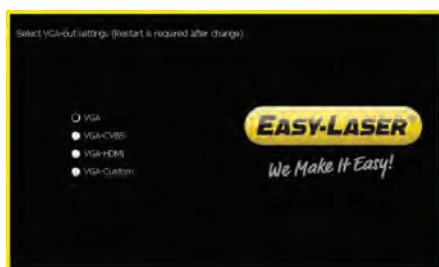 Select VGA-out settings (Restart is required after change)
VGA
VGA-CVBS
VGA-HDMI
VGA-Custom
EASY-LASER®
We Make It Easy!